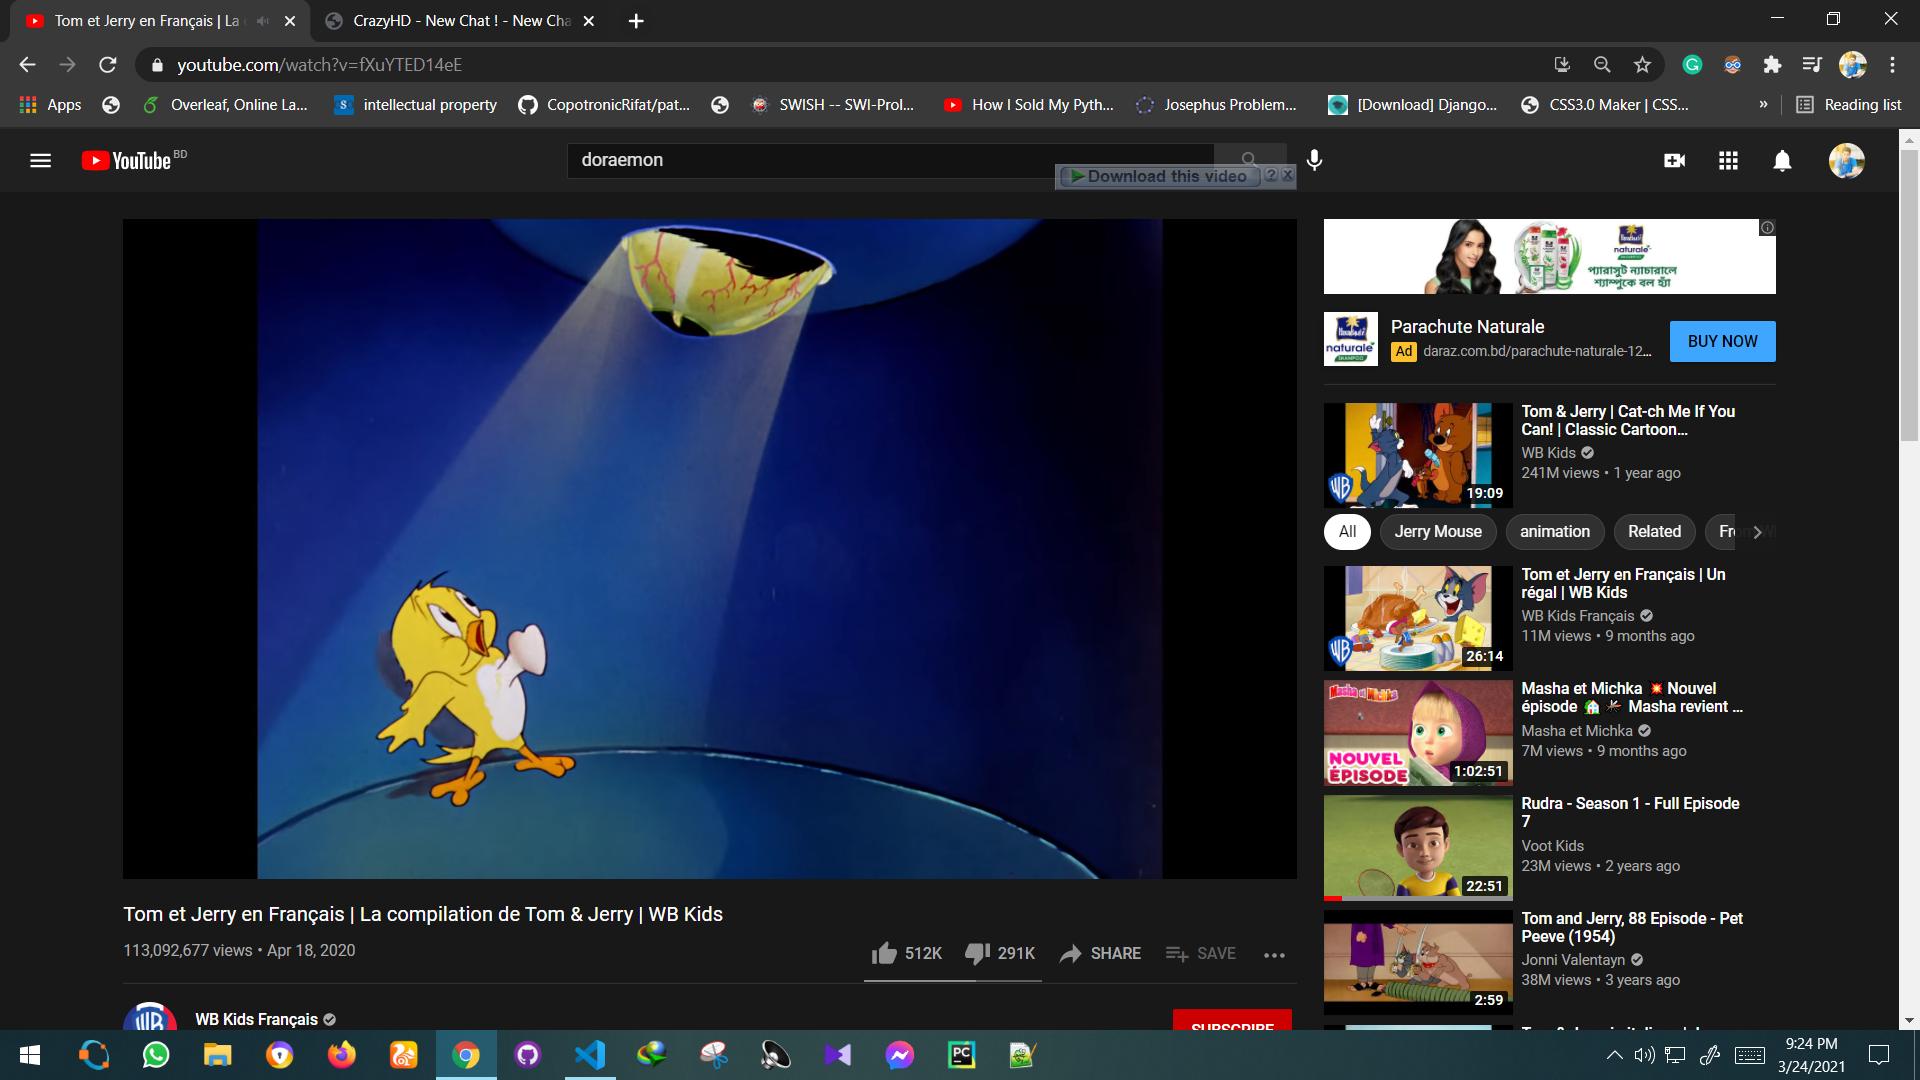 Tom et Jerry en Français | La
CrazyHD - New Chat ! - New Cha
youtube.com/watch?v=fXuYTED14eE
Apps
Overleaf, Online La...
intellectual property
CopotronicRifat/pat...
SWISH -- SWI-Prol...
How I Sold My Pyth...
Josephus Problem...
[Download] Django...
CSS3.0 Maker | CSS...
»
Reading list
YouTube BD
doraemon
Download this video
naturale
প্যারাসুট ন্যাচারালে
শ্যাম্পুকে বল হ্যাঁ
naturale
SHAMPOO
Parachute Naturale
Ad daraz.com.bd/parachute-naturale-12...
BUY NOW
Tom & Jerry | Cat-ch Me If You
Can! | Classic Cartoon...
WB Kids
241M views • 1 year ago
WB
19:09
All
Jerry Mouse
animation
Related
Tom et Jerry en Français | Un
régal | WB Kids
WB Kids Français
11M views • 9 months ago
WB
26:14
Masha et Michka
NOUVEL
ÉPISODE
1:02:51
Masha et Michka 💥 Nouvel
épisode 🏠 🦟 Masha revient ...
Masha et Michka
7M views • 9 months ago
Rudra - Season 1 - Full Episode
7
Voot Kids
23M views • 2 years ago
22:51
Tom and Jerry, 88 Episode - Pet
Peeve (1954)
Jonni Valentayn
38M views • 3 years ago
2:59
Tom et Jerry en Français | La compilation de Tom & Jerry | WB Kids
113,092,677 views • Apr 18, 2020
512K
291K
SHARE
SAVE
WB Kids Français
SUBSCRIBE
PC
9:24 PM
3/24/2021